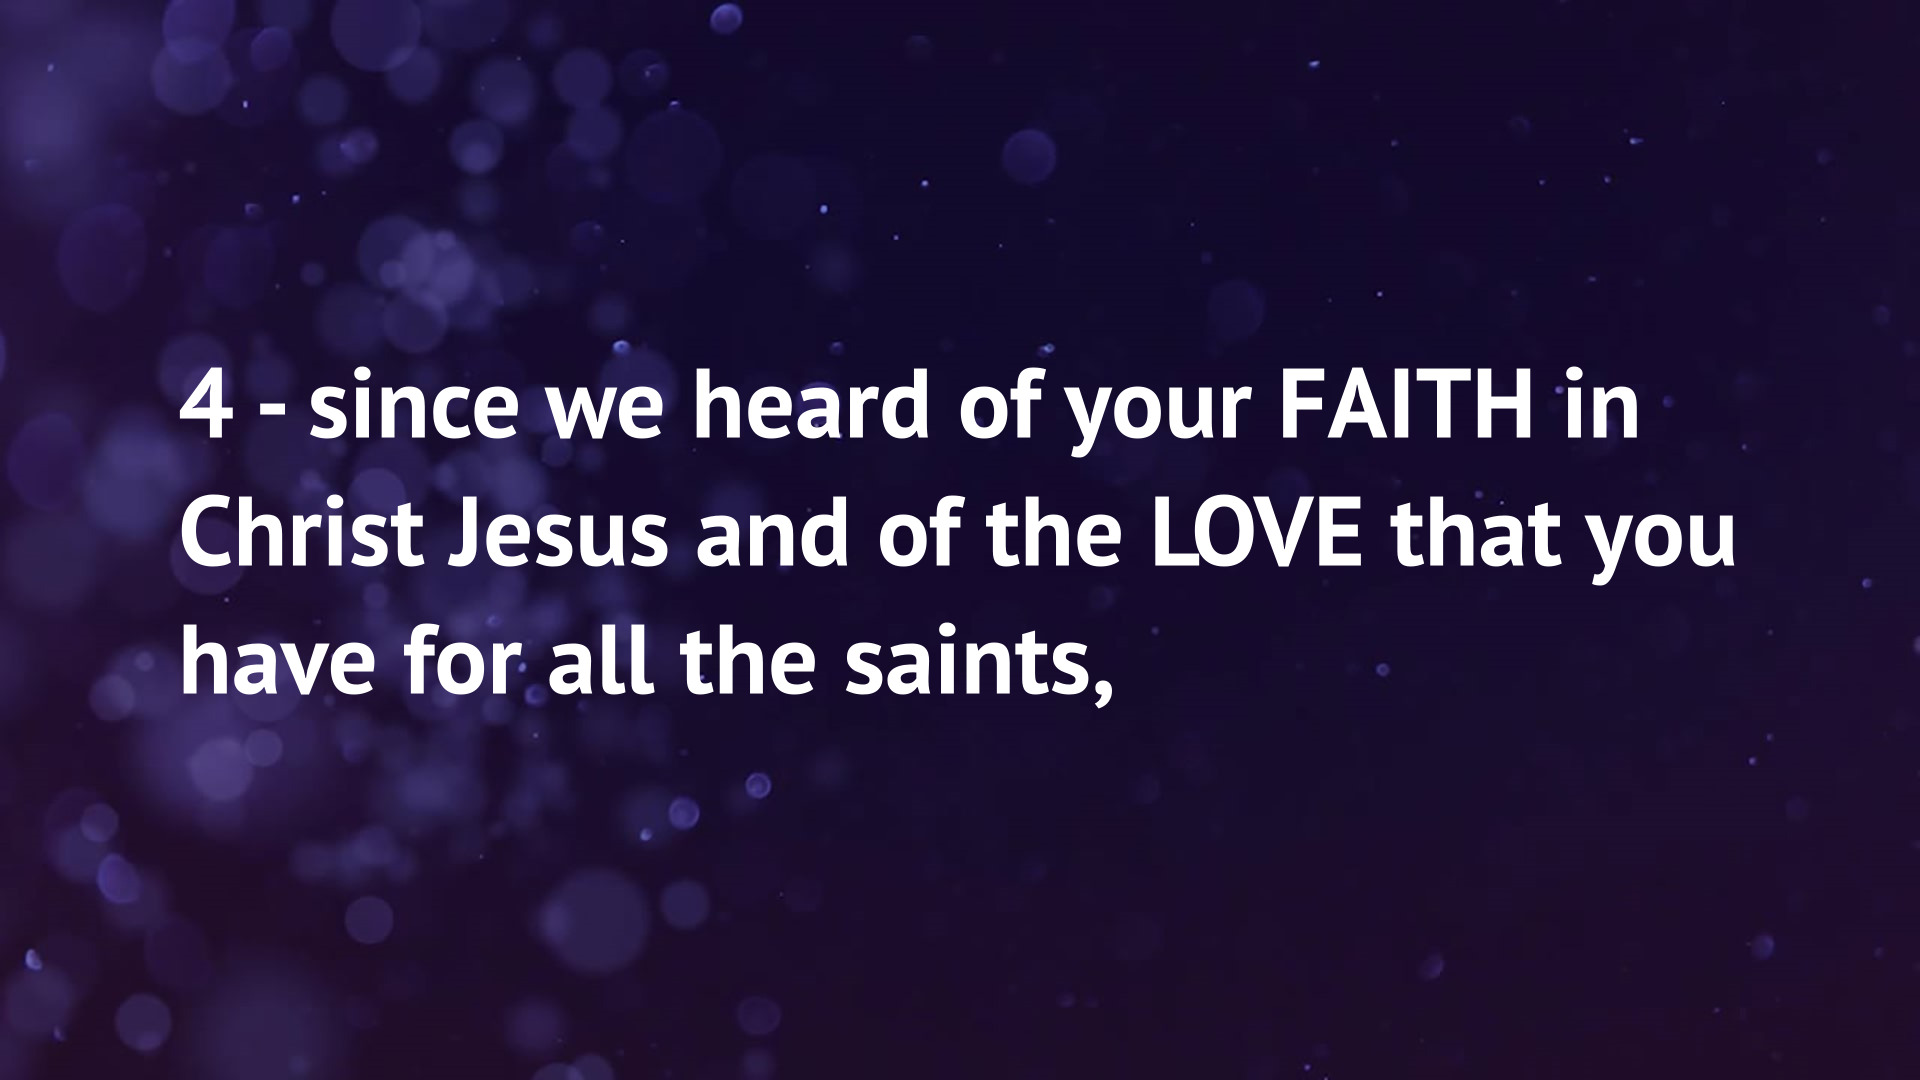 4 - since we heard of your FAITH in
Christ Jesus and of the LOVE that you
have for all the saints,